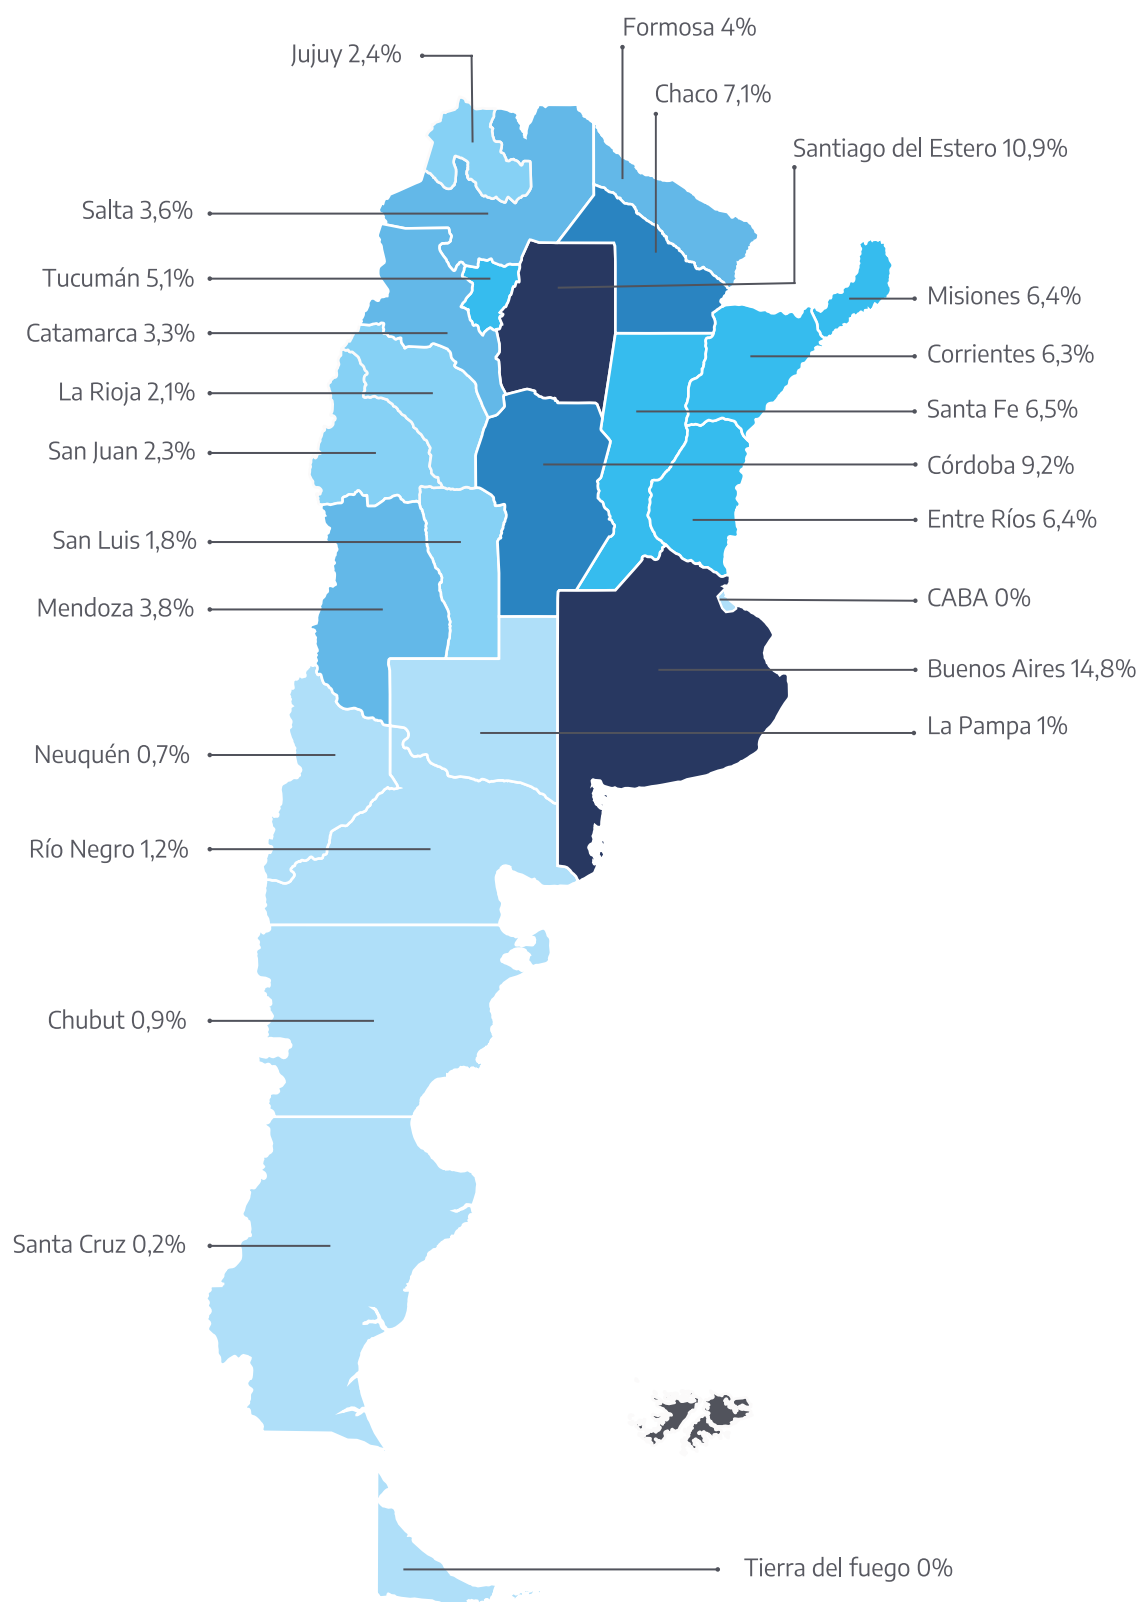 Formosa 4%
Jujuy 2,4%
Chaco 7,1%
Santiago del Estero 10,9%
Salta 3,6%
Tucumán 5,1%
Misiones 6,4%
Catamarca 3,3%
Corrientes 6,3%
La Rioja 2,1%
Santa Fe 6,5%
San Juan 2,3%
Córdoba 9,2%
Entre Ríos 6,4%
San Luis 1,8%
CABA 0%
Mendoza 3,8%
Buenos Aires 14,8%
La Pampa 1%
Neuquén 0,7%
Río Negro 1,2%
Chubut 0,9%
Santa Cruz 0,2%
Tierra del fuego 0%